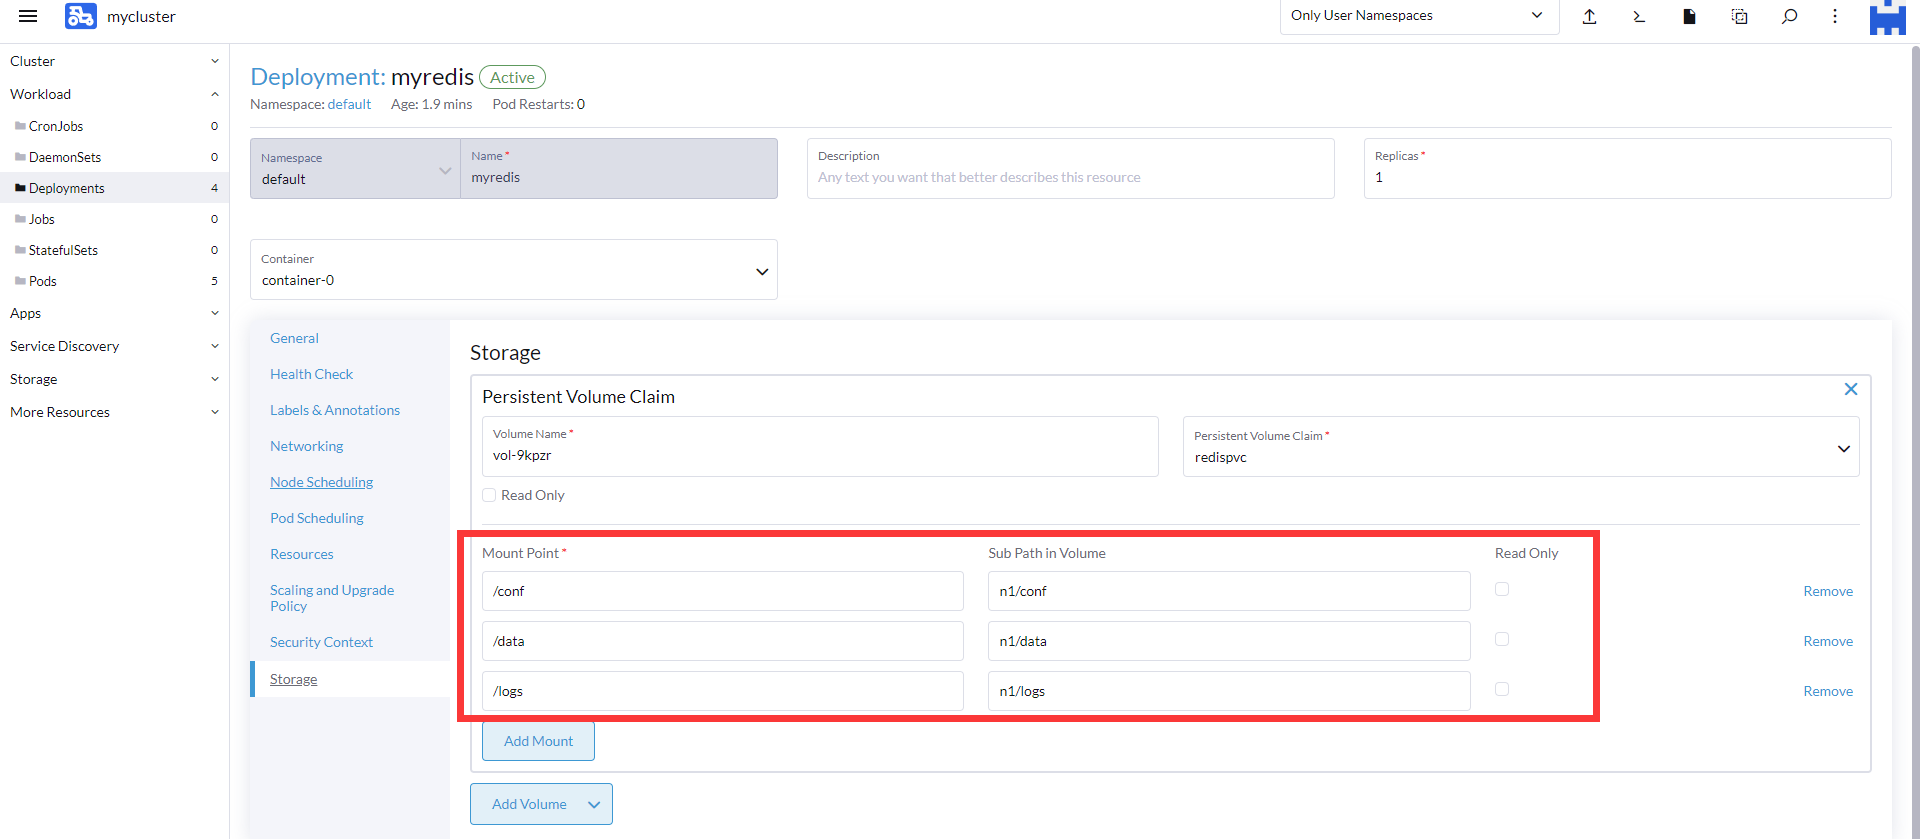 mycluster
Only User Namespaces
Cluster
Workload
CronJobs 0
DaemonSets 0
Deployments 4
Jobs 0
StatefulSets 0
Pods 5
Apps
Service Discovery
Storage
More Resources
Deployment: myredis Active
Namespace: default Age: 1.9 mins Pod Restarts: 0
Namespace
default
Name *
myredis
Description
Any text you want that better describes this resource
Replicas *
1
Container
container-0
General
Health Check
Labels & Annotations
Networking
Node Scheduling
Pod Scheduling
Resources
Scaling and Upgrade
Policy
Security Context
Storage
Storage
Persistent Volume Claim
Volume Name *
vol-9kpzr
Persistent Volume Claim *
redispvc
Read Only
Mount Point * Sub Path in Volume Read Only
/conf n1/conf Remove
/data n1/data Remove
/logs n1/logs Remove
Add Mount
Add Volume